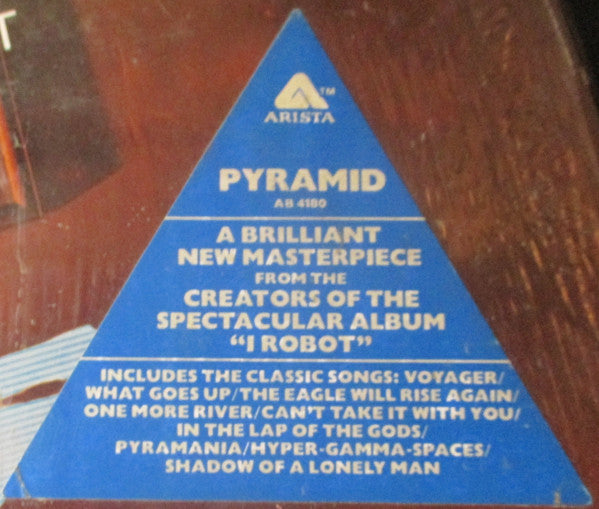 T
TM
ARISTA
PYRAMID
AB 4180
A BRILLIANT
NEW MASTERPIECE
FROM THE
CREATORS OF THE
SPECTACULAR ALBUM
“I ROBOT”
INCLUDES THE CLASSIC SONGS: VOYAGER/
WHAT GOES UP/THE EAGLE WILL RISE AGAIN/
ONE MORE RIVER/CAN'T TAKE IT WITH YOU/
IN THE LAP OF THE GODS/
PYRAMANIA/HYPER-GAMMA-SPACES/
SHADOW OF A LONELY MAN